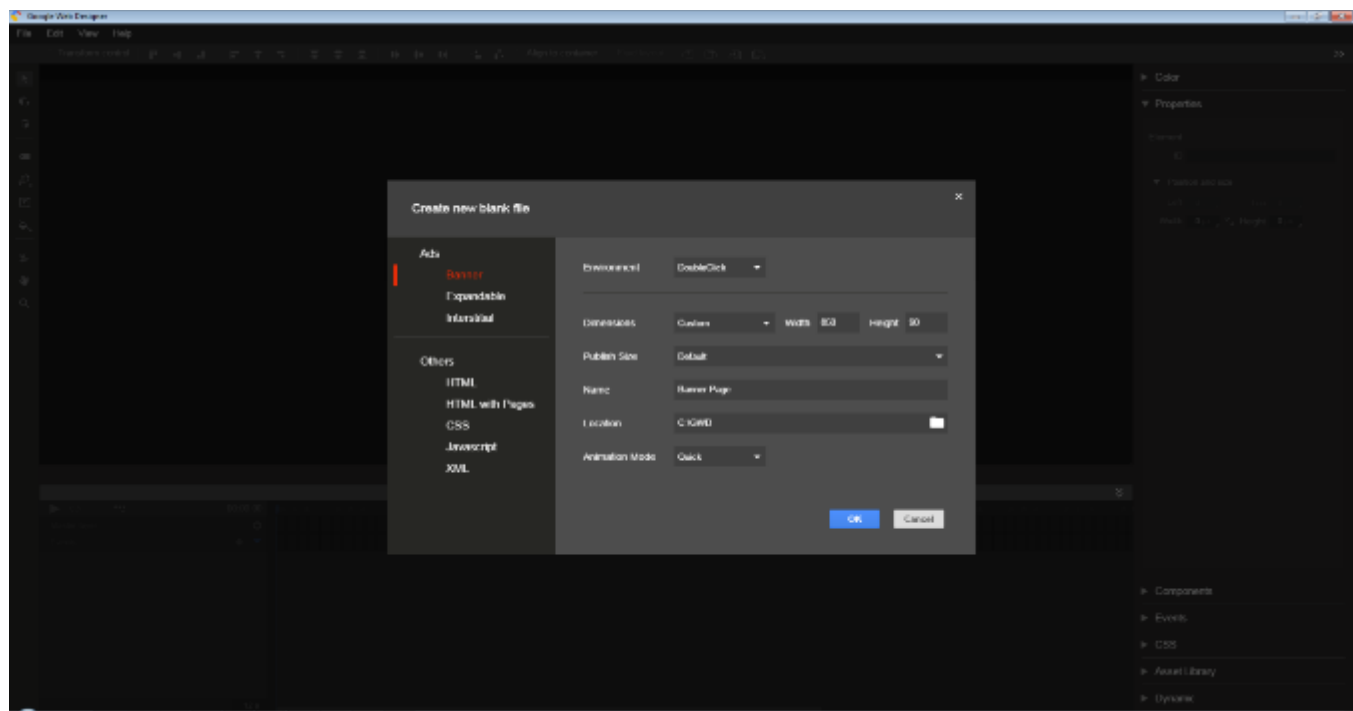 Google Web Designer
File Edit View Help
Color
Properties
Element
Create new blank file
Ads
Banner
Expandable
Interstitial
Others
HTML
HTML with Pages
CSS
Javascript
XML
Environment DoubleClick
Dimensions Custom Width Height
Publish Size Default
Name Banner Page
Location C:\GWD
Animation Mode Quick
OK Cancel
Components
Events
CSS
Asset Library
Dynamic